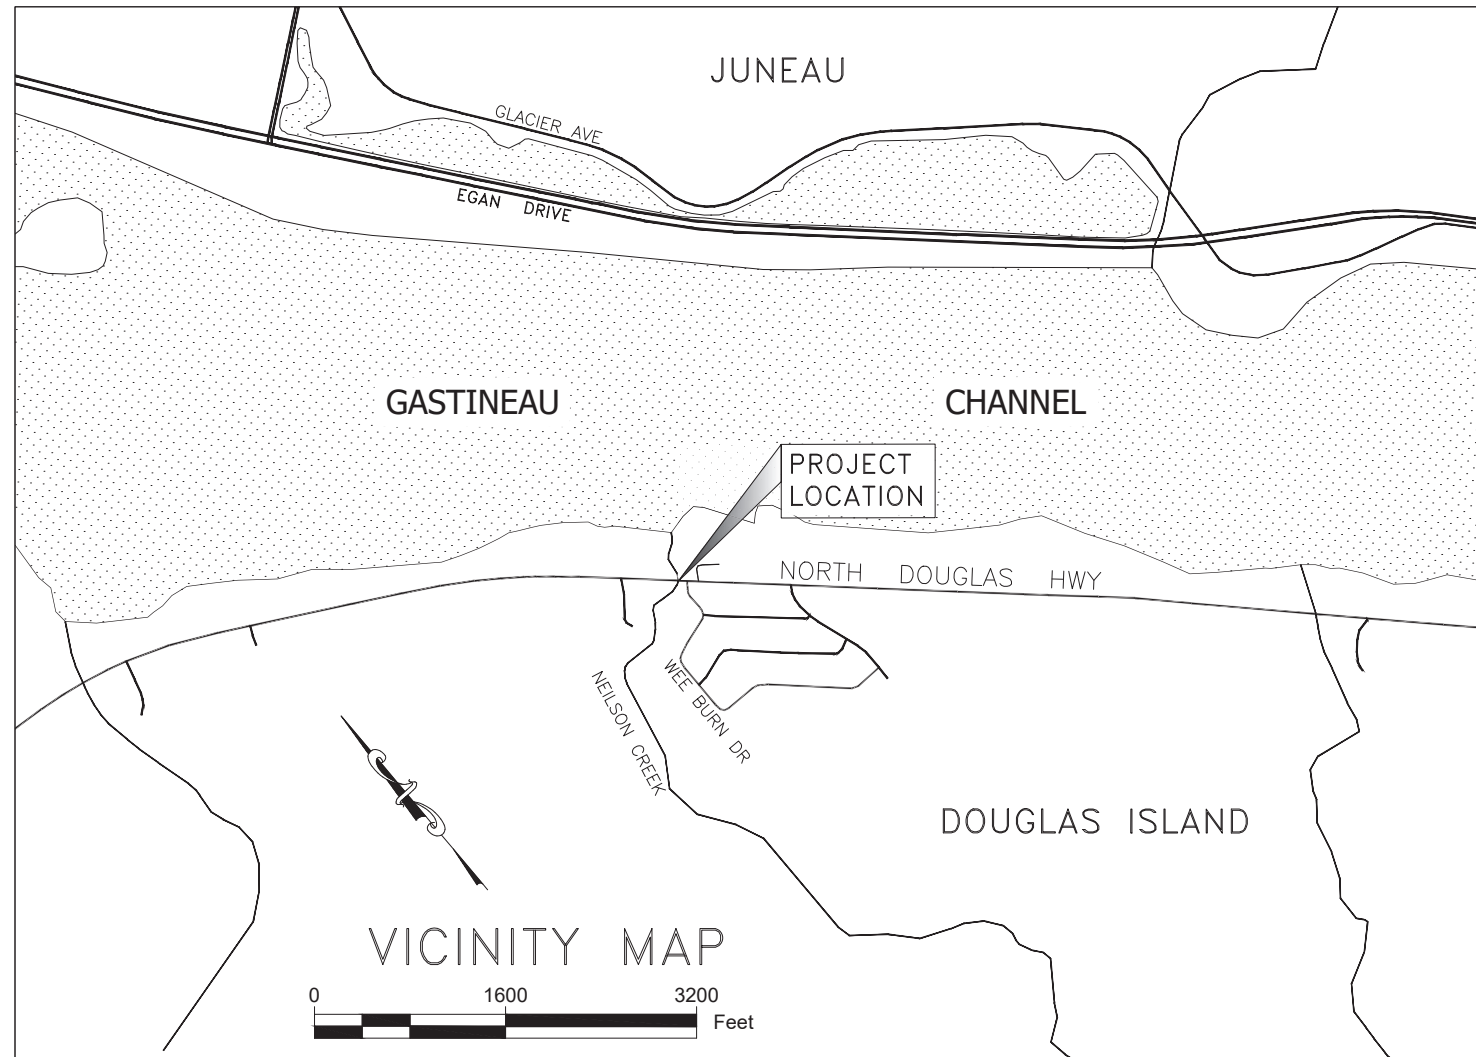 JUNEAU
GLACIER AVE
EGAN DRIVE
GASTINEAU CHANNEL
PROJECT
LOCATION
NORTH DOUGLAS HWY
WEE BURN DR
NEILSON CREEK
DOUGLAS ISLAND
VICINITY MAP
0 1600 3200
Feet